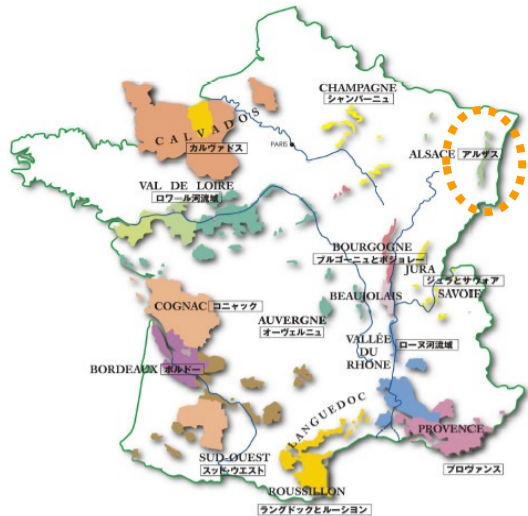 CHAMPAGNE
シャンパーニュ
CALVADOS
カルヴァドス
PARIS
ALSACE アルザス
VAL DE LOIRE
ロワール河流域
BOURGOGNE
ブルゴーニュとボジョレー
JURA
ジュラとサヴォア
SAVOIE
BEAUJOLAIS
COGNAC コニャック
AUVERGNE
オーヴェルニュ
VALLÉE
DU
RHÔNE
ローヌ河流域
BORDEAUX ボルドー
LANGUEDOC
PROVENCE
プロヴァンス
SUD-OUEST
スッド・ウエスト
ROUSSILLON
ラングドックとルーション